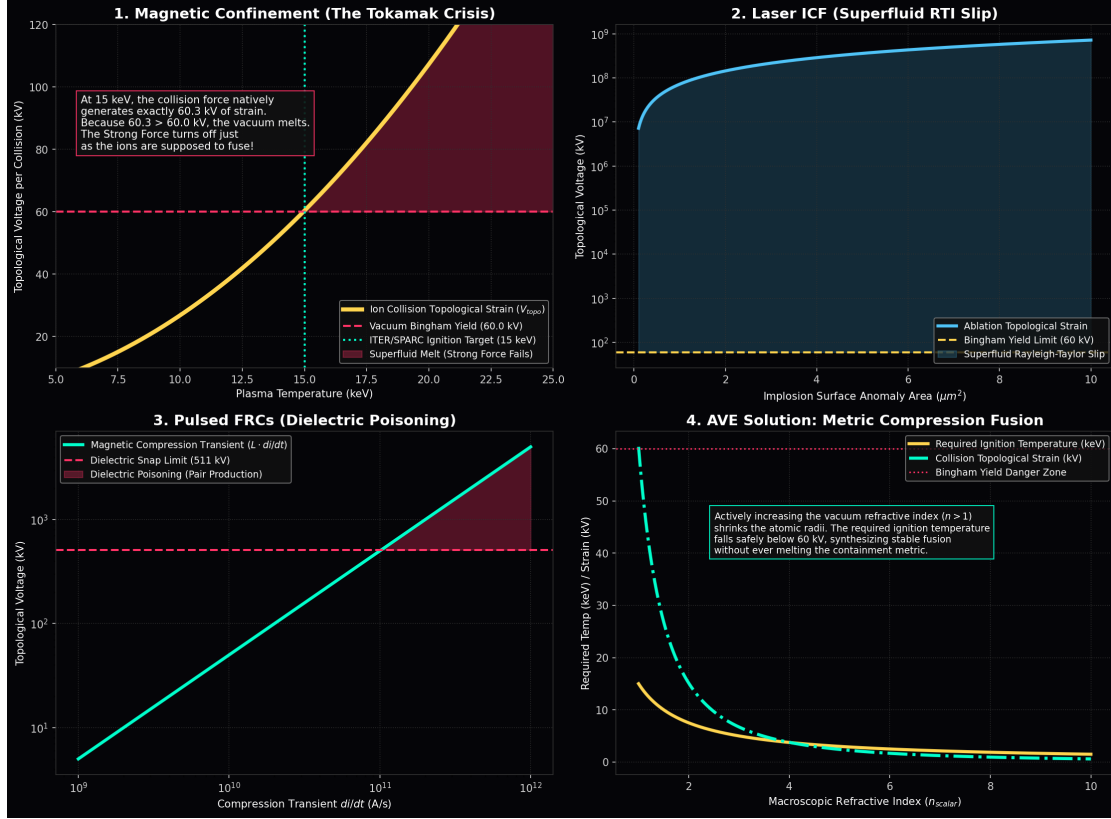 1. Magnetic Confinement (The Tokamak Crisis)
120
100
80
60
40
20
Topological Voltage per Collision (kV)
At 15 keV, the collision force natively
generates exactly 60.3 kV of strain.
Because 60.3 > 60.0 kV, the vacuum melts.
The Strong Force turns off just
as the ions are supposed to fuse!
Ion Collision Topological Strain (V_topo)
Vacuum Bingham Yield (60.0 kV)
ITER/SPARC Ignition Target (15 keV)
Superfluid Melt (Strong Force Fails)
5.0 7.5 10.0 12.5 15.0 17.5 20.0 22.5 25.0
Plasma Temperature (keV)
2. Laser ICF (Superfluid RTI Slip)
10⁹
10⁸
10⁷
10⁶
10⁵
10⁴
10³
10²
Topological Voltage (kV)
Ablation Topological Strain
Bingham Yield Limit (60 kV)
Superfluid Rayleigh-Taylor Slip
0 2 4 6 8 10
Implosion Surface Anomaly Area (μm²)
3. Pulsed FRCs (Dielectric Poisoning)
Magnetic Compression Transient (L · di/dt)
Dielectric Snap Limit (511 kV)
Dielectric Poisoning (Pair Production)
10³
10²
10¹
Topological Voltage (kV)
10⁹ 10¹⁰ 10¹¹ 10¹²
Compression Transient di/dt (A/s)
4. AVE Solution: Metric Compression Fusion
60
50
40
30
20
10
0
Required Temp (keV) / Strain (kV)
Required Ignition Temperature (keV)
Collision Topological Strain (kV)
Bingham Yield Danger Zone
Actively increasing the vacuum refractive index (n > 1)
shrinks the atomic radii. The required ignition temperature
falls safely below 60 kV, synthesizing stable fusion
without ever melting the containment metric.
2 4 6 8 10
Macroscopic Refractive Index (n_scalar)